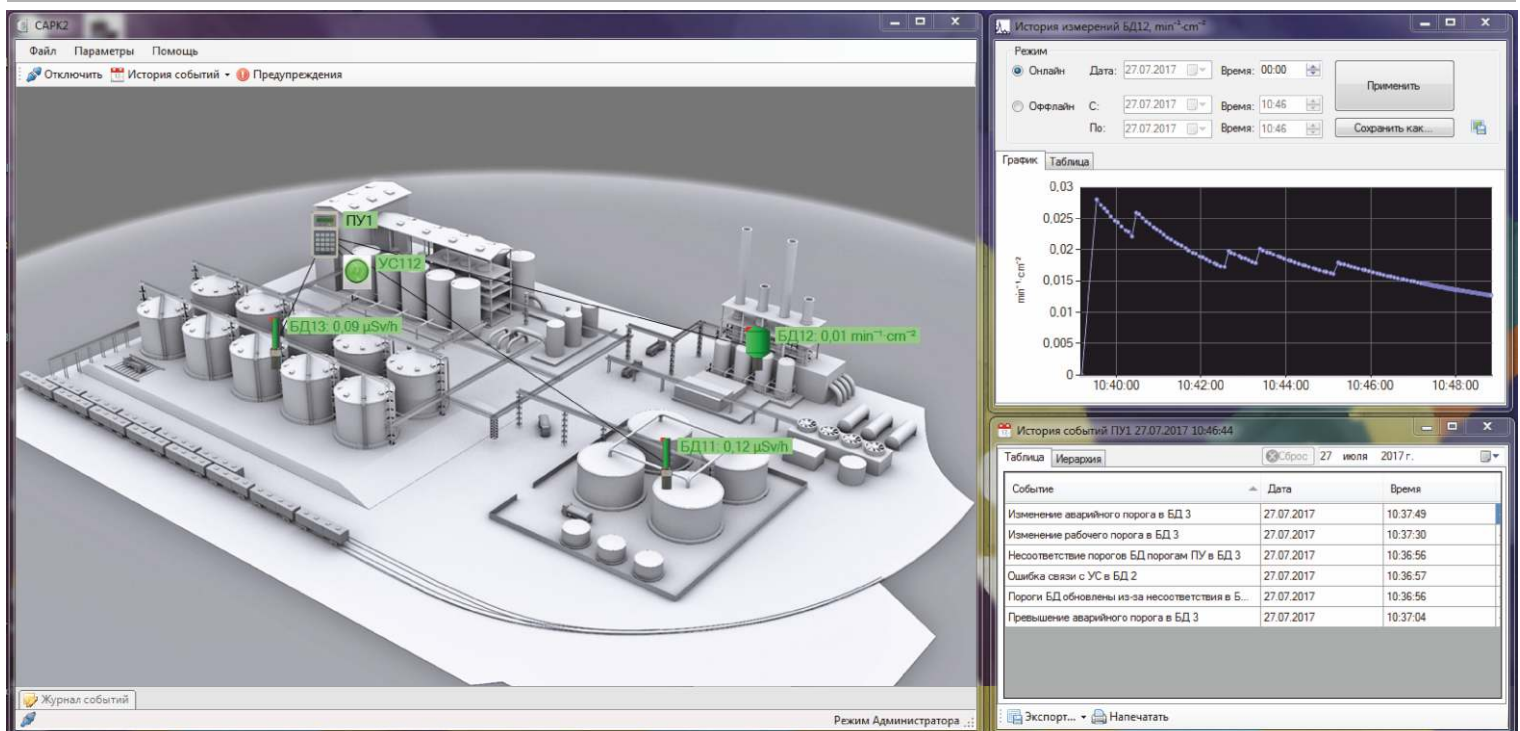 САРК2
Файл Параметры Помощь
Отключить История событий Предупреждения
ПУ1
УС112
БД13: 0,09 µSv/h
БД12: 0,01 min⁻¹·cm⁻²
БД11: 0,12 µSv/h
Журнал событий
Режим Администратора
История измерений БД12, min⁻¹·cm⁻²
Режим
Онлайн Дата: 27.07.2017 Время: 00:00
Применить
Оффлайн С: 27.07.2017 Время: 10:46
По: 27.07.2017 Время: 10:46 Сохранить как...
График Таблица
0,03
0,025
0,02
0,015
0,01
0,005
0
min⁻¹·cm⁻²
10:40:00 10:42:00 10:44:00 10:46:00 10:48:00
История событий ПУ1 27.07.2017 10:46:44
Таблица Иерархия Сброс 27 июля 2017 г.
Событие Дата Время
Изменение аварийного порога в БД 3 27.07.2017 10:37:49
Изменение рабочего порога в БД 3 27.07.2017 10:37:30
Несоответствие порогов БД порогам ПУ в БД 3 27.07.2017 10:36:56
Ошибка связи с УС в БД 2 27.07.2017 10:36:57
Пороги БД обновлены из-за несоответствия в Б... 27.07.2017 10:36:56
Превышение аварийного порога в БД 3 27.07.2017 10:37:04
Экспорт... Напечатать